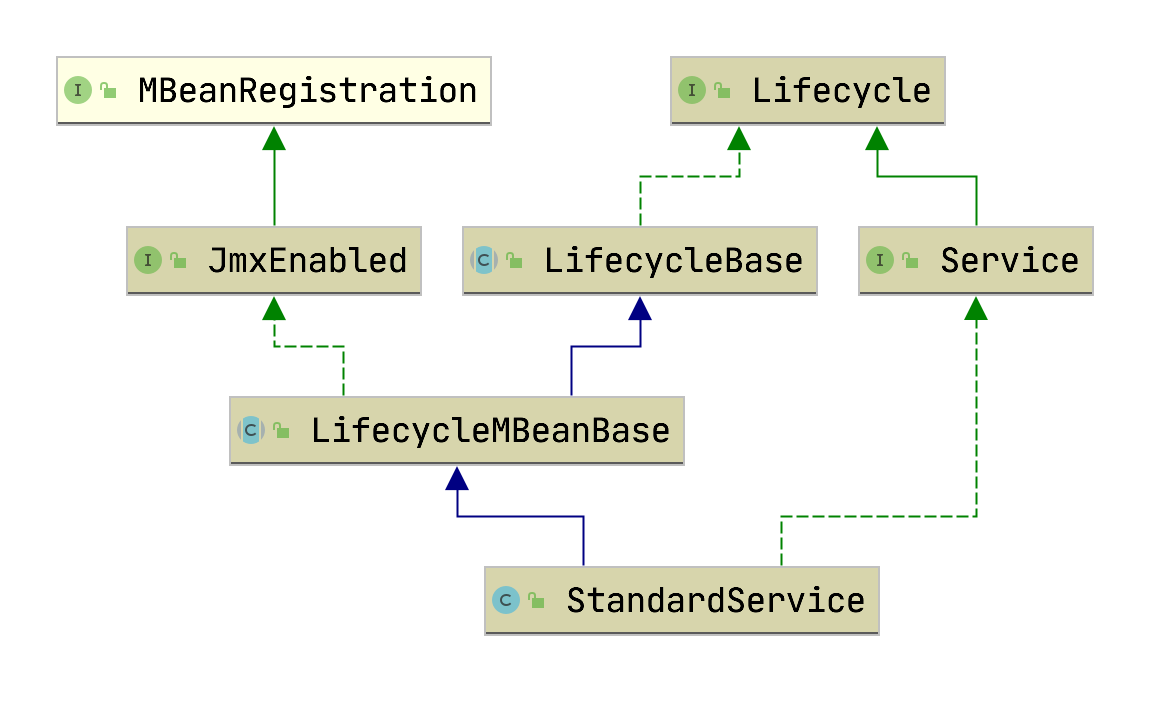 I MBeanRegistration
I Lifecycle
I JmxEnabled
C LifecycleBase
I Service
C LifecycleMBeanBase
C StandardService